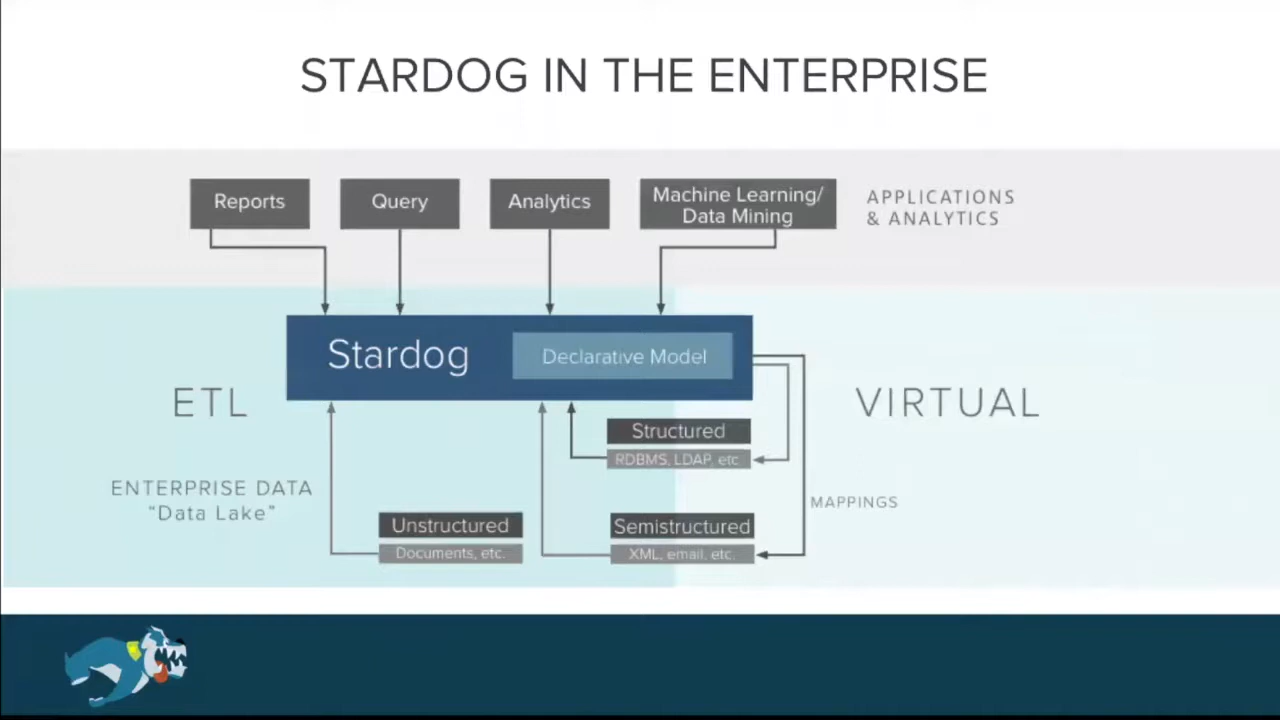 STARDOG IN THE ENTERPRISE
Reports
Query
Analytics
Machine Learning/
Data Mining
APPLICATIONS
& ANALYTICS
Stardog
Declarative Model
ETL
VIRTUAL
Structured
RDBMS, LDAP, etc
ENTERPRISE DATA
“Data Lake”
MAPPINGS
Unstructured
Documents, etc.
Semistructured
XML, email, etc.